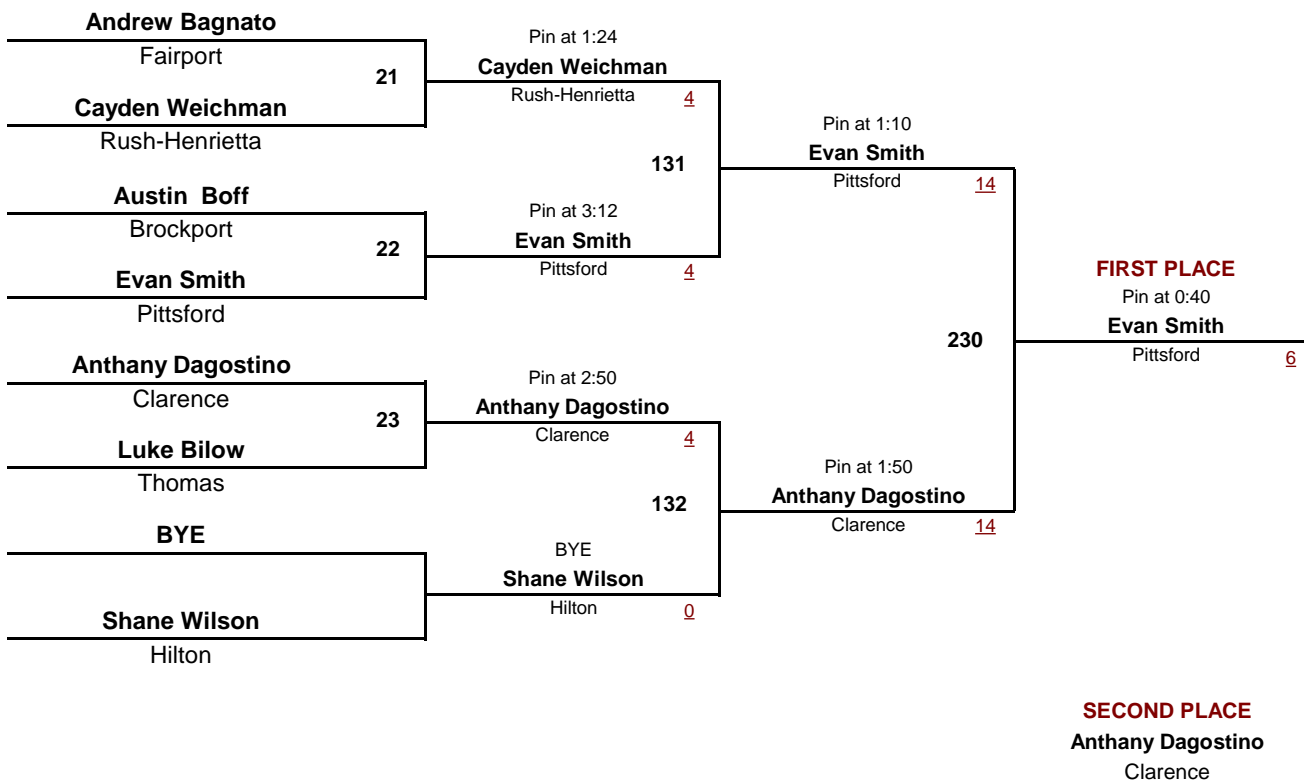 Andrew Bagnato
Fairport
21
Cayden Weichman
Rush-Henrietta
Austin  Boff
Brockport
22
Evan Smith
Pittsford
Anthany Dagostino
Clarence
23
Luke Bilow
Thomas
BYE
Shane Wilson
Hilton
Pin at 1:24
Cayden Weichman
Rush-Henrietta 4
131
Pin at 3:12
Evan Smith
Pittsford 4
Pin at 2:50
Anthany Dagostino
Clarence 4
132
BYE
Shane Wilson
Hilton 0
Pin at 1:10
Evan Smith
Pittsford 14
230
Pin at 1:50
Anthany Dagostino
Clarence 14
FIRST PLACE
Pin at 0:40
Evan Smith
Pittsford 6
SECOND PLACE
Anthany Dagostino
Clarence